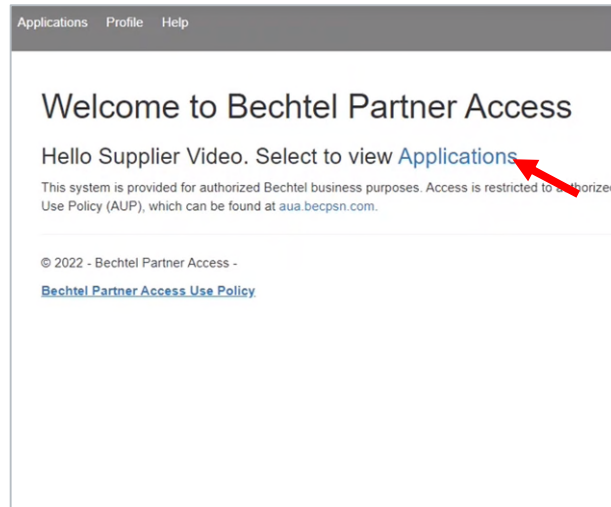 Applications Profile Help
Welcome to Bechtel Partner Access
Hello Supplier Video. Select to view Applications
This system is provided for authorized Bechtel business purposes. Access is restricted to
Use Policy (AUP), which can be found at aua.becpsn.com.
© 2022 - Bechtel Partner Access -
Bechtel Partner Access Use Policy